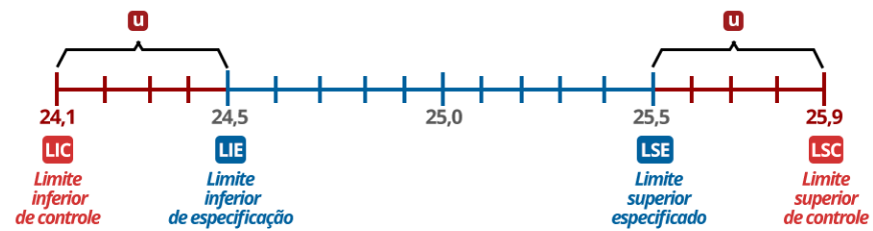 u
u
24,1
24,5
25,0
25,5
25,9
LIC
LIE
LSE
LSC
Limite
inferior
de controle
Limite
inferior
de especificação
Limite
superior
especificado
Limite
superior
de controle